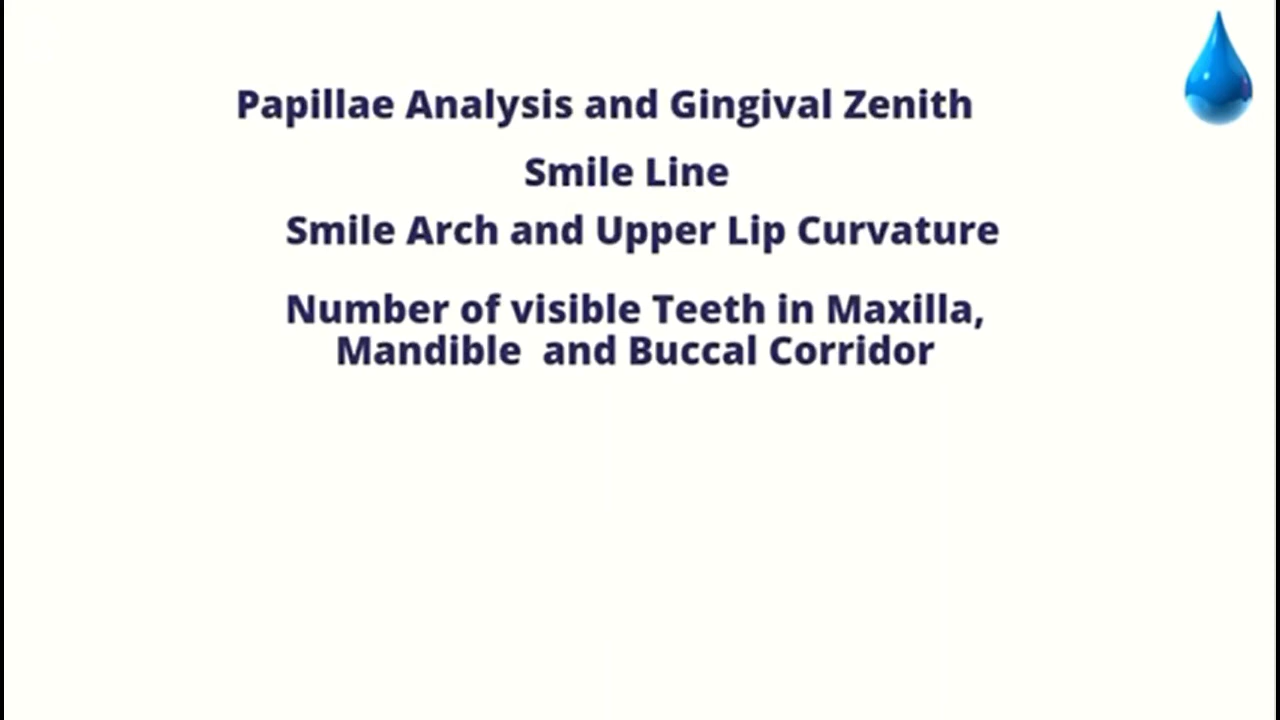 Papillae Analysis and Gingival Zenith
Smile Line
Smile Arch and Upper Lip Curvature
Number of visible Teeth in Maxilla,
Mandible and Buccal Corridor